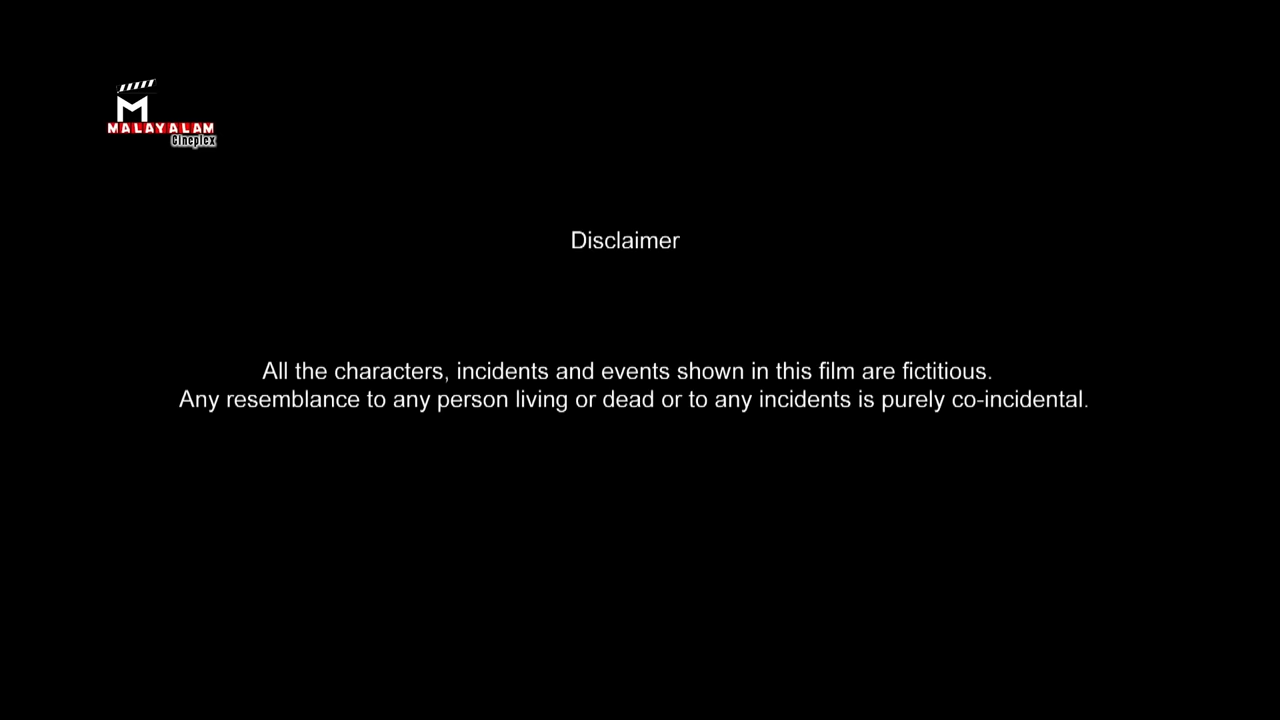 M
MALAYALAM
Cineplex
Disclaimer
All the characters, incidents and events shown in this film are fictitious.
Any resemblance to any person living or dead or to any incidents is purely co-incidental.